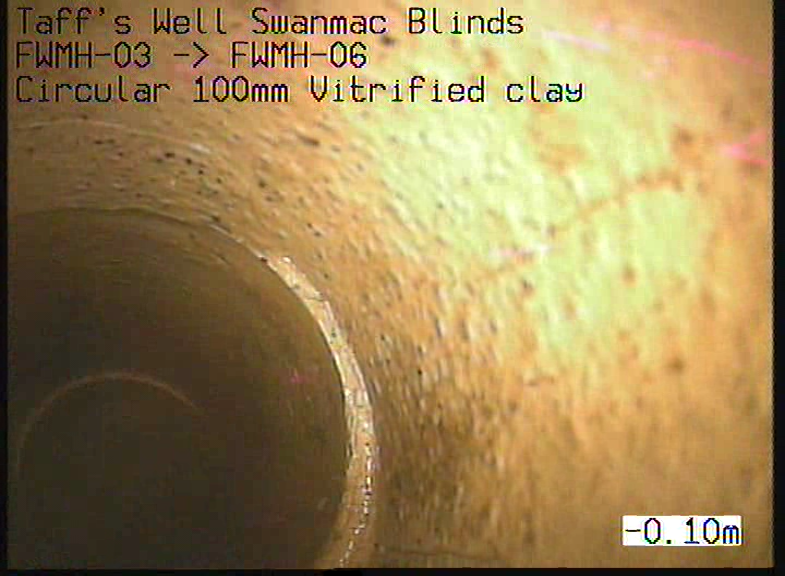 Taff's Well Swanmac Blinds
FWMH-03 -> FWMH-06
Circular 100mm Vitrified clay
-0.10m